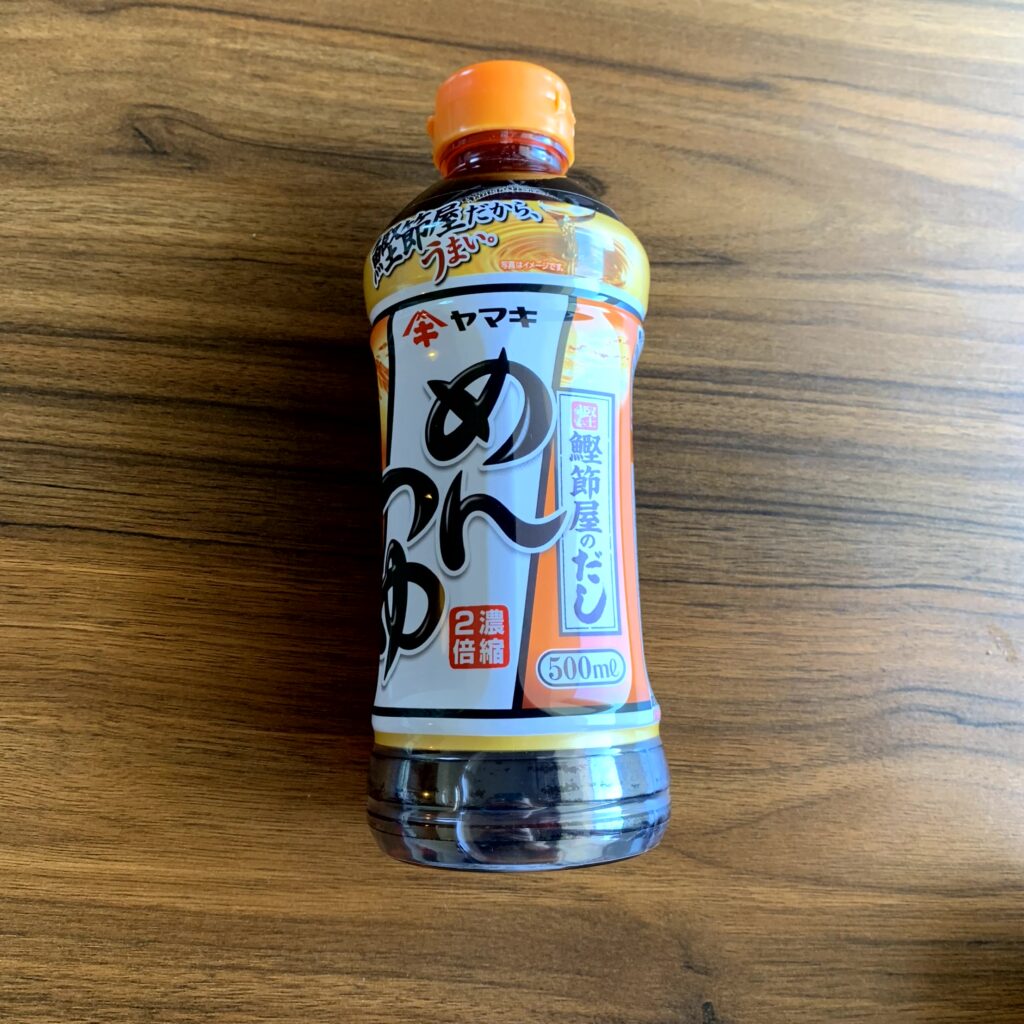 鰹節屋だから、
うまい。
写真はイメージです。
ヤマキ
めん
つゆ
濃縮
2倍
鰹節屋のだし
500ml